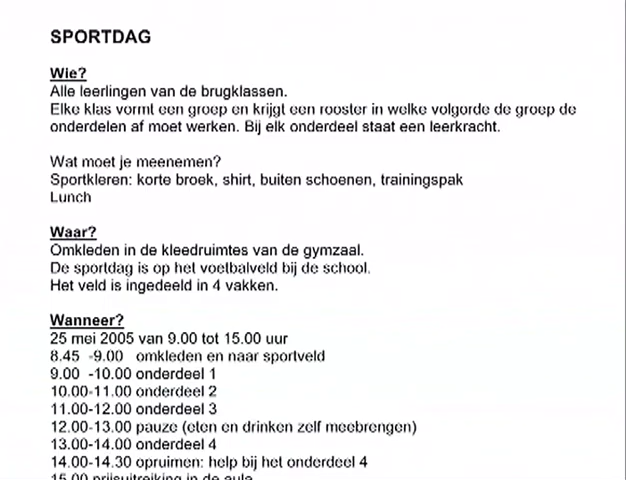 SPORTDAG
Wie?
Alle leerlingen van de brugklassen.
Elke klas vormt een groep en krijgt een rooster in welke volgorde de groep de
onderdelen af moet werken. Bij elk onderdeel staat een leerkracht.
Wat moet je meenemen?
Sportkleren: korte broek, shirt, buiten schoenen, trainingspak
Lunch
Waar?
Omkleden in de kleedruimtes van de gymzaal.
De sportdag is op het voetbalveld bij de school.
Het veld is ingedeeld in 4 vakken.
Wanneer?
25 mei 2005 van 9.00 tot 15.00 uur
8.45 -9.00 omkleden en naar sportveld
9.00 -10.00 onderdeel 1
10.00-11.00 onderdeel 2
11.00-12.00 onderdeel 3
12.00-13.00 pauze (eten en drinken zelf meebrengen)
13.00-14.00 onderdeel 4
14.00-14.30 opruimen: help bij het onderdeel 4
15.00 prijsuitreiking in de aula